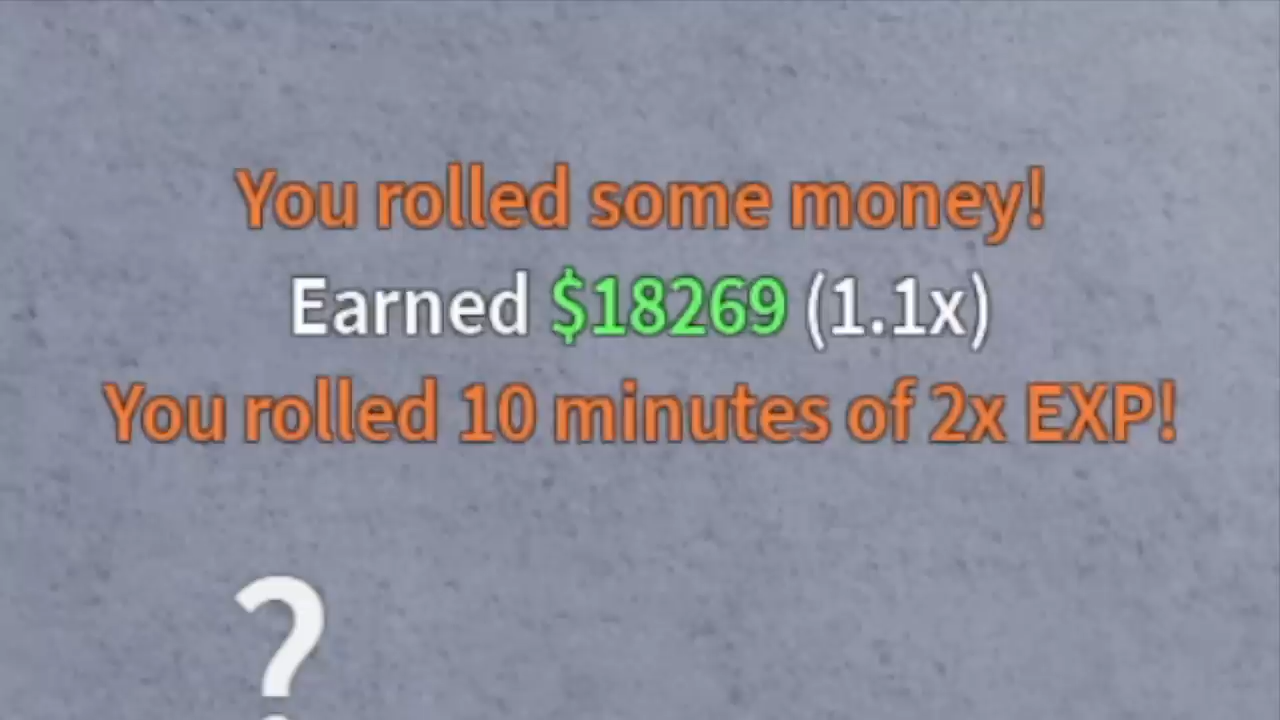 You rolled some money!
Earned $18269 (1.1x)
You rolled 10 minutes of 2x EXP!
?